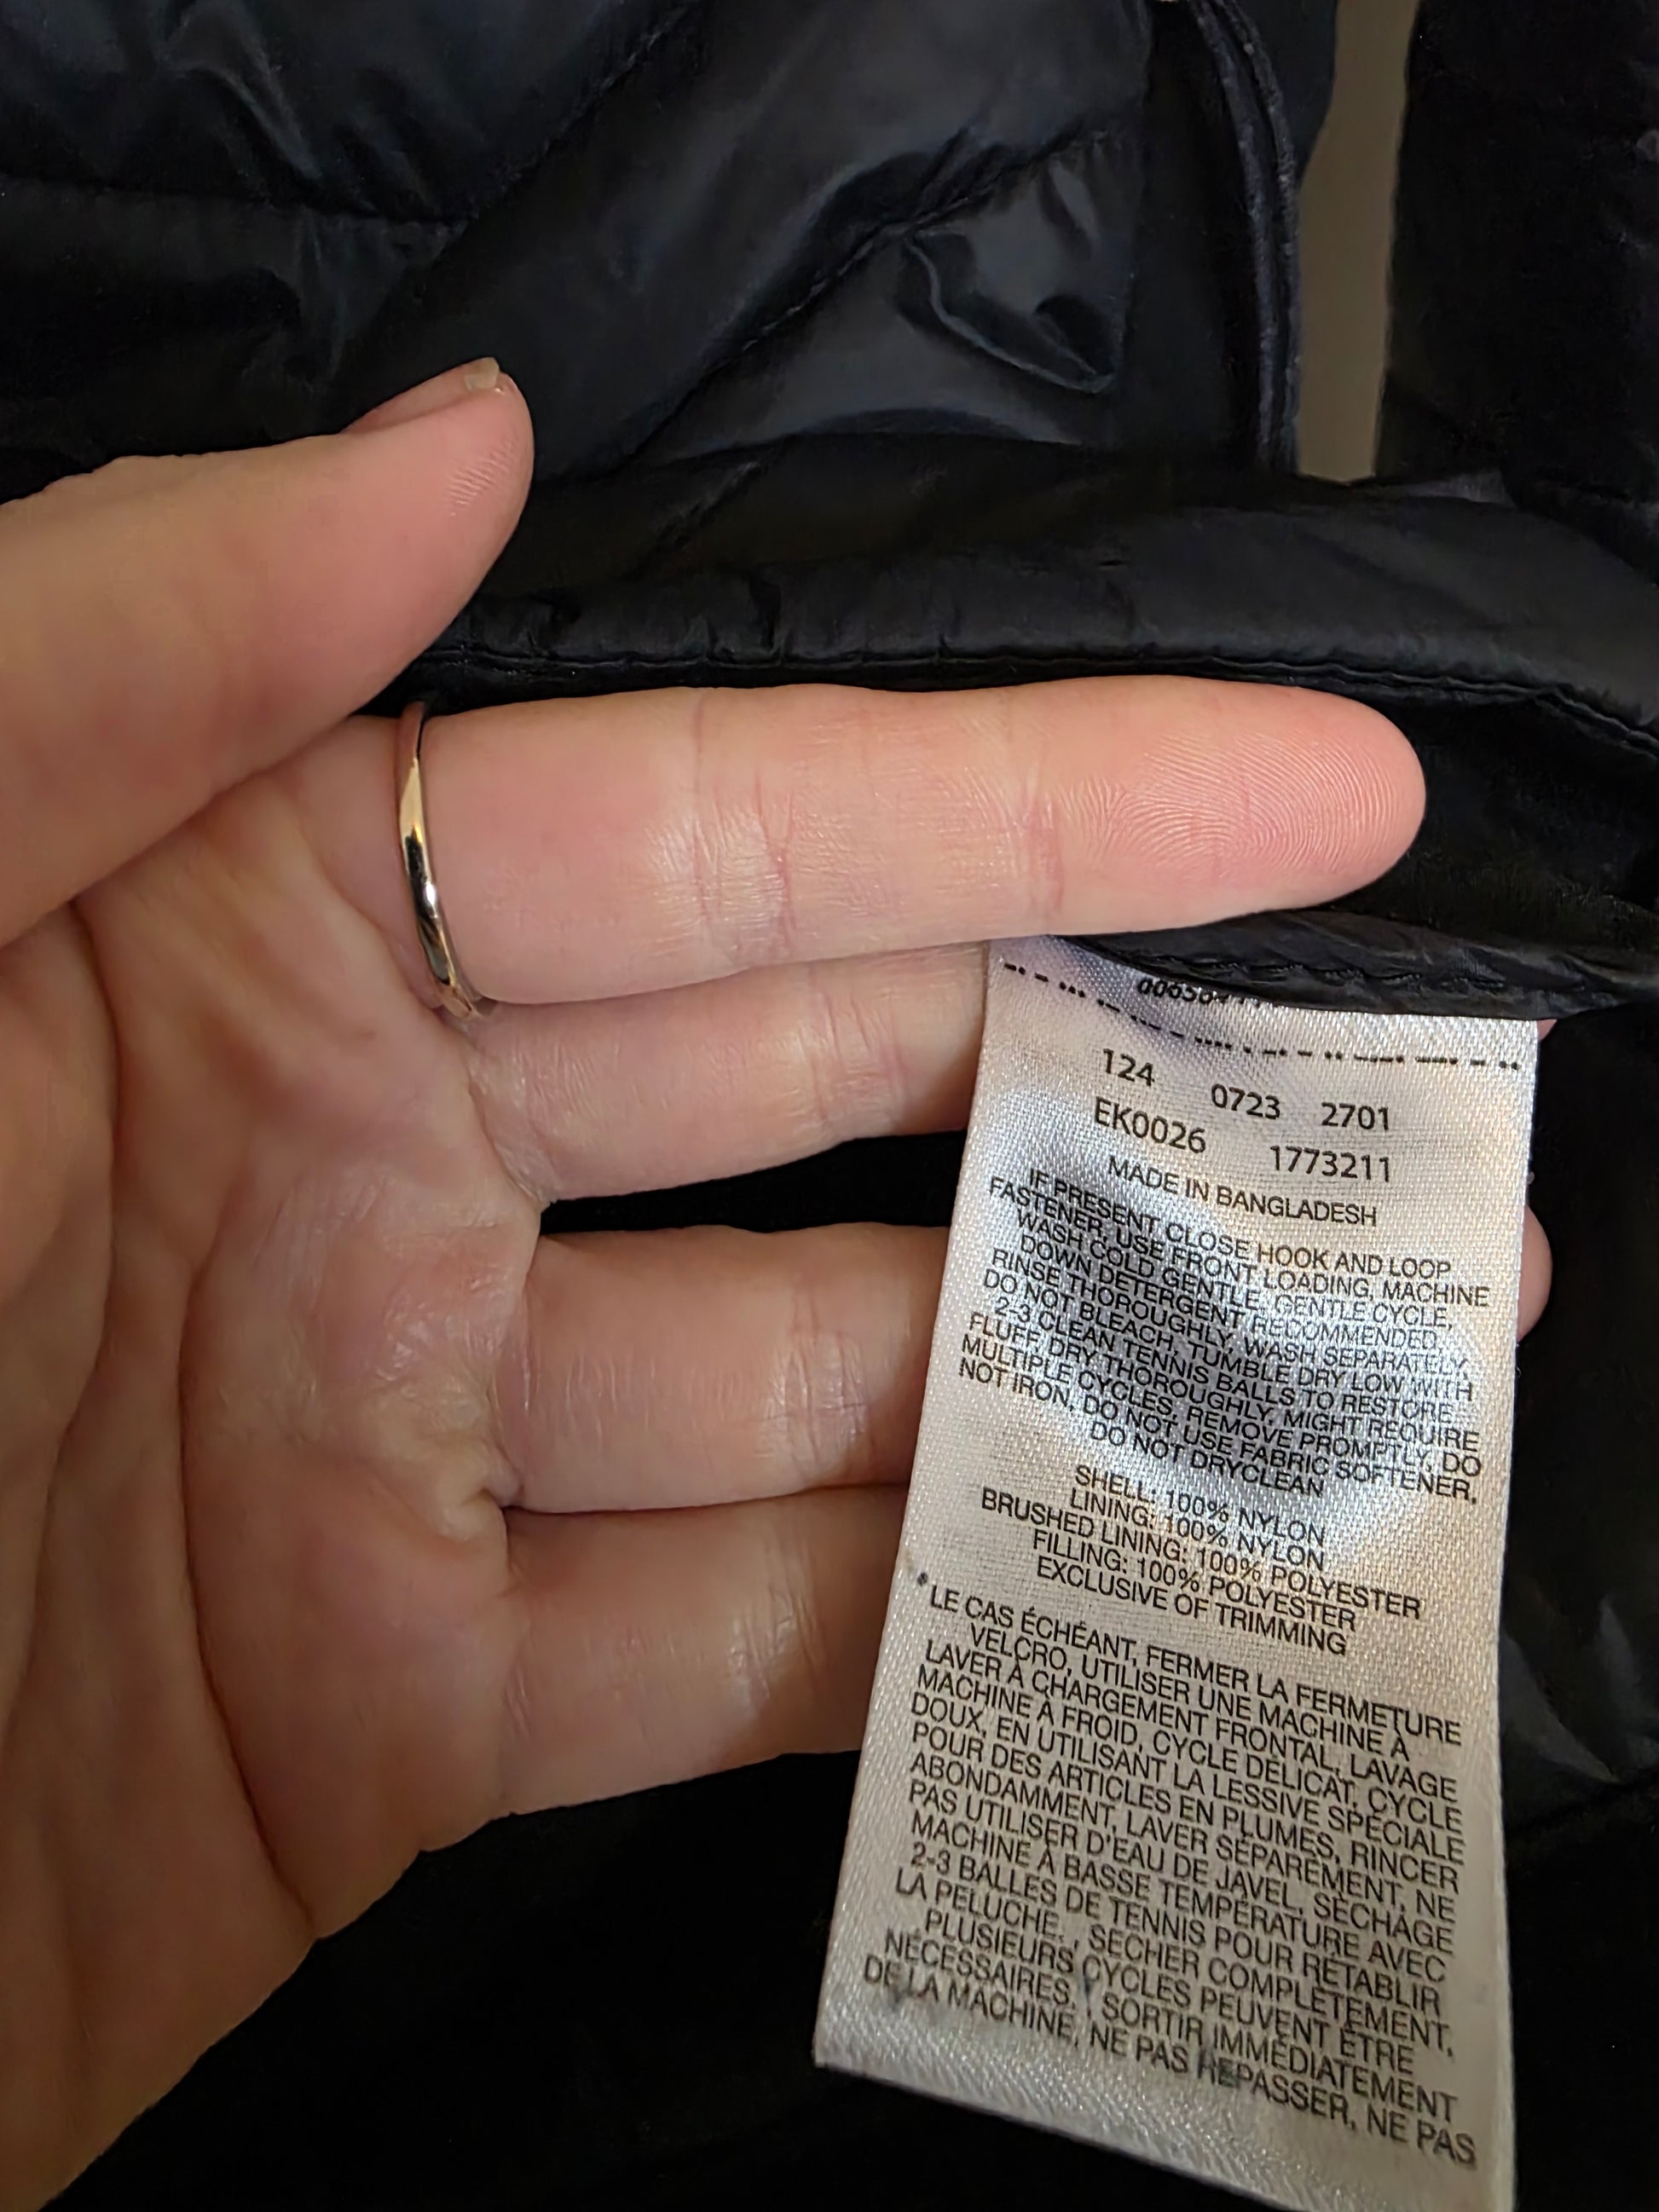 124 0723 2701
EK0026 1773211
MADE IN BANGLADESH
IF PRESENT CLOSE HOOK AND LOOP
FASTENER, USE FRONT LOADING, MACHINE
WASH COLD GENTLE, GENTLE CYCLE,
DOWN DETERGENT RECOMMENDED,
RINSE THOROUGHLY, WASH SEPARATELY,
DO NOT BLEACH, TUMBLE DRY LOW, WITH
2-3 CLEAN TENNIS BALLS TO RESTORE
FLUFF, DRY THOROUGHLY, MIGHT REQUIRE
MULTIPLE CYCLES, REMOVE PROMPTLY, DO
NOT IRON, DO NOT USE FABRIC SOFTENER,
DO NOT DRYCLEAN
SHELL: 100% NYLON
LINING: 100% NYLON
BRUSHED LINING: 100% POLYESTER
FILLING: 100% POLYESTER
EXCLUSIVE OF TRIMMING
LE CAS ÉCHÉANT, FERMER LA FERMETURE
VELCRO, UTILISER UNE MACHINE À
LAVER À CHARGEMENT FRONTAL, LAVAGE
MACHINE À FROID, CYCLE DÉLICAT, CYCLE
DOUX, EN UTILISANT LA LESSIVE SPÉCIALE
POUR DES ARTICLES EN PLUMES, RINCER
ABONDAMMENT, LAVER SÉPARÉMENT, NE
PAS UTILISER D'EAU DE JAVEL, SÉCHAGE
MACHINE À BASSE TEMPÉRATURE AVEC
2-3 BALLES DE TENNIS POUR RÉTABLIR
LA PELUCHE. , SÉCHER COMPLÈTEMENT,
PLUSIEURS CYCLES PEUVENT ÊTRE
NÉCESSAIRES. , SORTIR IMMÉDIATEMENT
DE LA MACHINE, NE PAS REPASSER, NE PAS